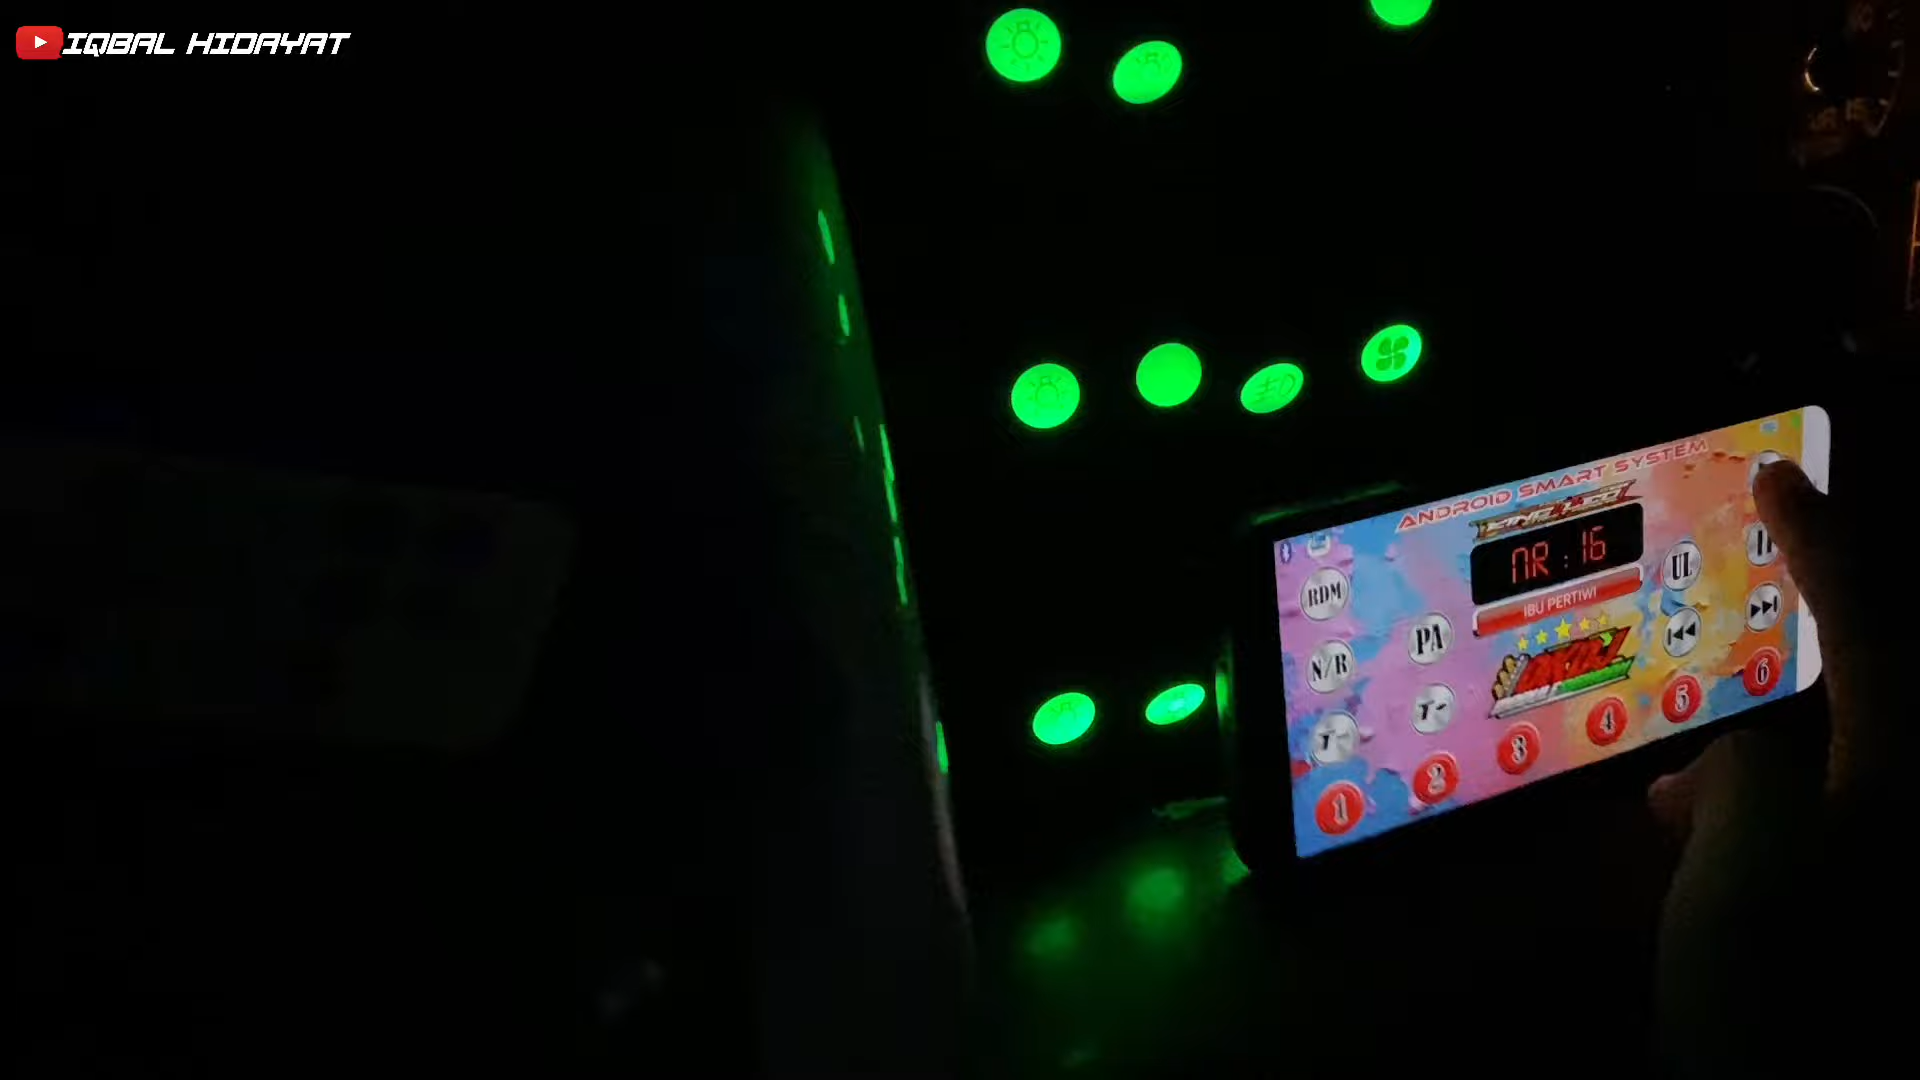 IQBAL HIDAYAT
ANDROID SMART SYSTEM
NR : 16
IBU PERTIWI
RDM
N/R
PA
UL
1
2
3
4
5
6